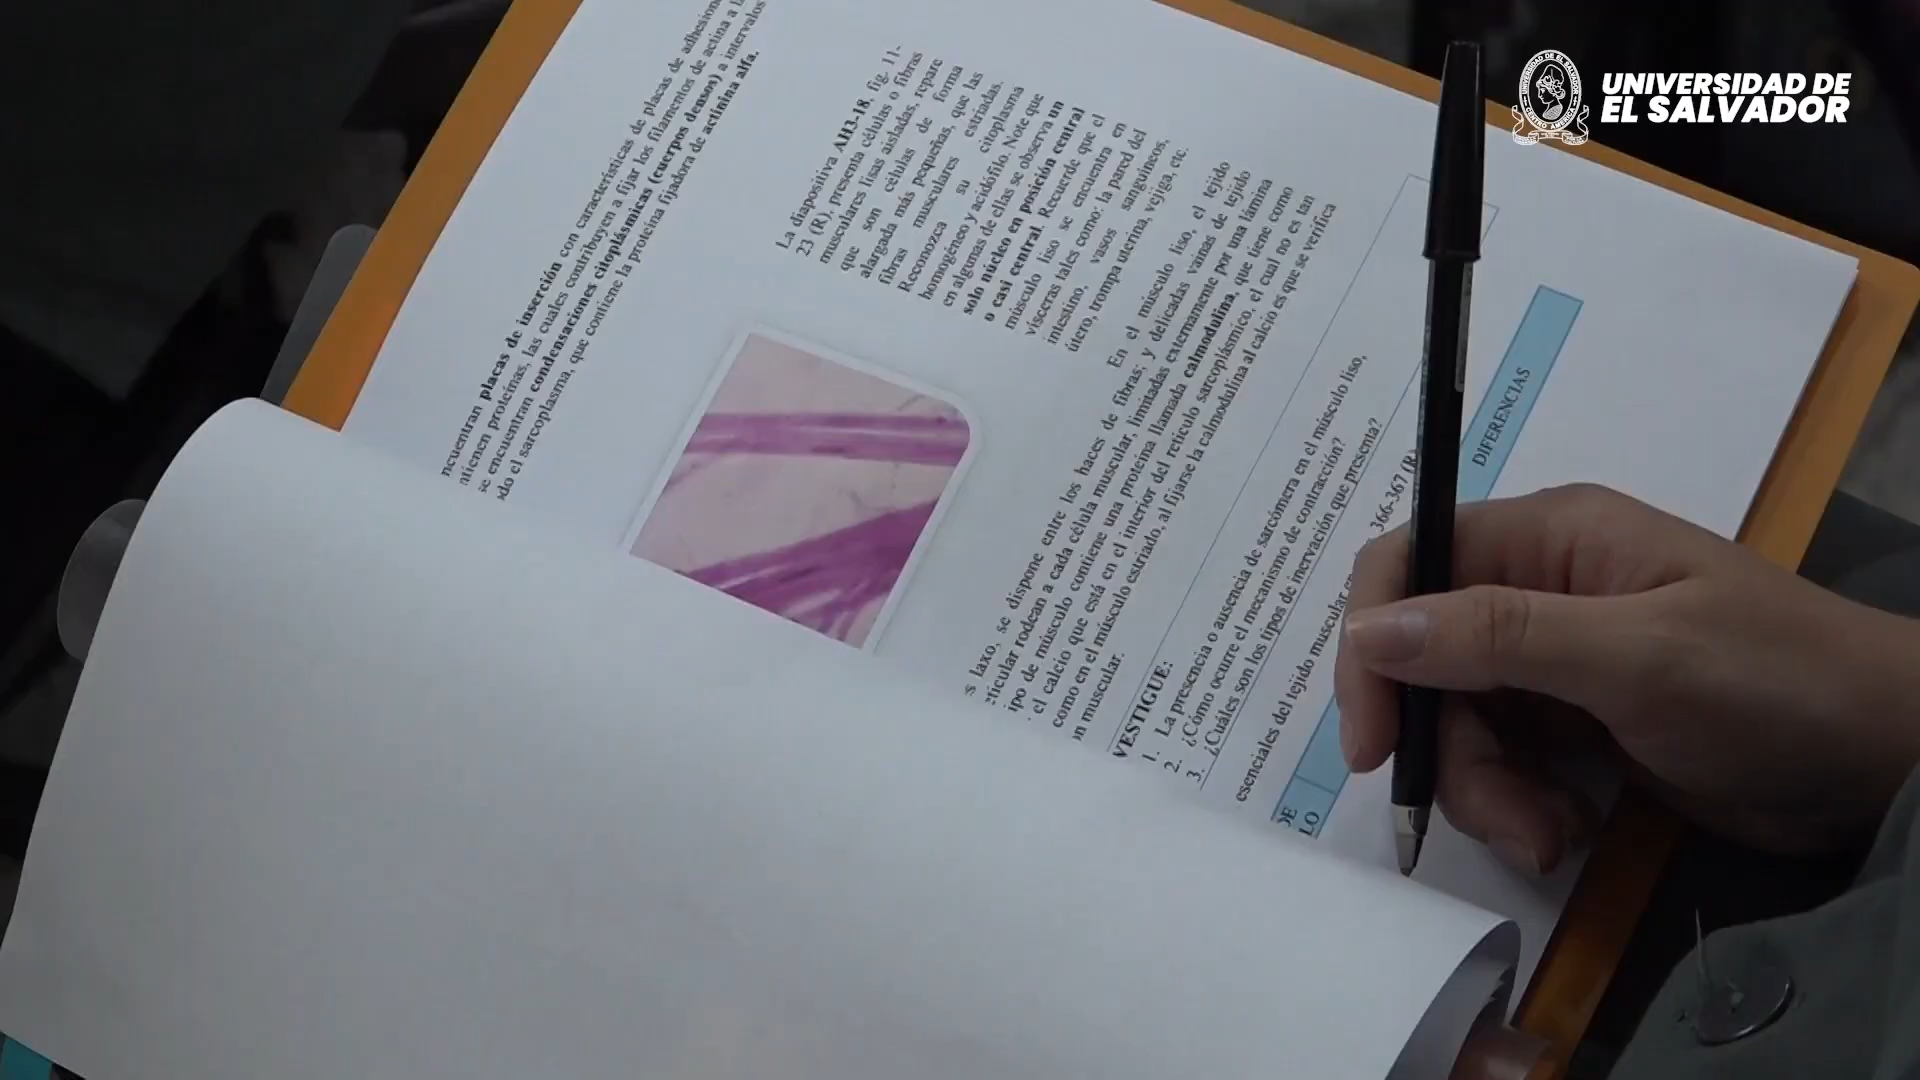 UNIVERSIDAD DE
EL SALVADOR
UNIVERSIDAD DE EL SALVADOR
CENTRO AMERICA
placas de inserción con características de placas de
proteínas, las cuales contribuyen a fijar los filamentos de actina a
se encuentran condensaciones citoplásmicas (cuerpos densos) a intervalos
el sarcoplasma, que contiene la proteína fijadora de actinina alfa.
La diapositiva AH3-18, fig. 11-
23 (R), presenta células o fibras
musculares lisas aisladas, repare
que son células de forma
alargada más pequeñas, que las
fibras musculares estriadas.
Reconozca su citoplasma
homogéneo y acidófilo. Note que
en algunas de ellas se observa un
solo núcleo en posición central
o casi central. Recuerde que el
músculo liso se encuentra en
vísceras tales como: la pared del
intestino, vasos sanguíneos,
útero, trompa uterina, vejiga, etc.
En el músculo liso, el tejido
laxo, se dispone entre los haces de fibras; y delicadas vainas de tejido
rodean a cada célula muscular, limitadas externamente por una lámina
de músculo contiene una proteína llamada calmodulina, que tiene como
el calcio que está en el interior del retículo sarcoplásmico, el cual no es tan
como en el músculo estriado, al fijarse la calmodulina al calcio es que se verifica
muscular.
VESTIGUE:
1. La presencia o ausencia de sarcómera en el músculo liso,
2. ¿Cómo ocurre el mecanismo de contracción?
3. ¿Cuáles son los tipos de inervación que presenta?
esenciales del tejido muscular 366-367 (R)
DE
LO
DIFERENCIAS